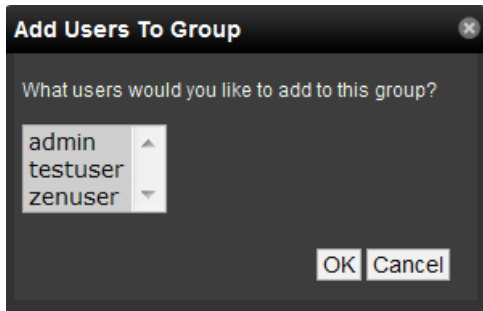 Add Users To Group
What users would you like to add to this group?
admin
testuser
zenuser
OK Cancel